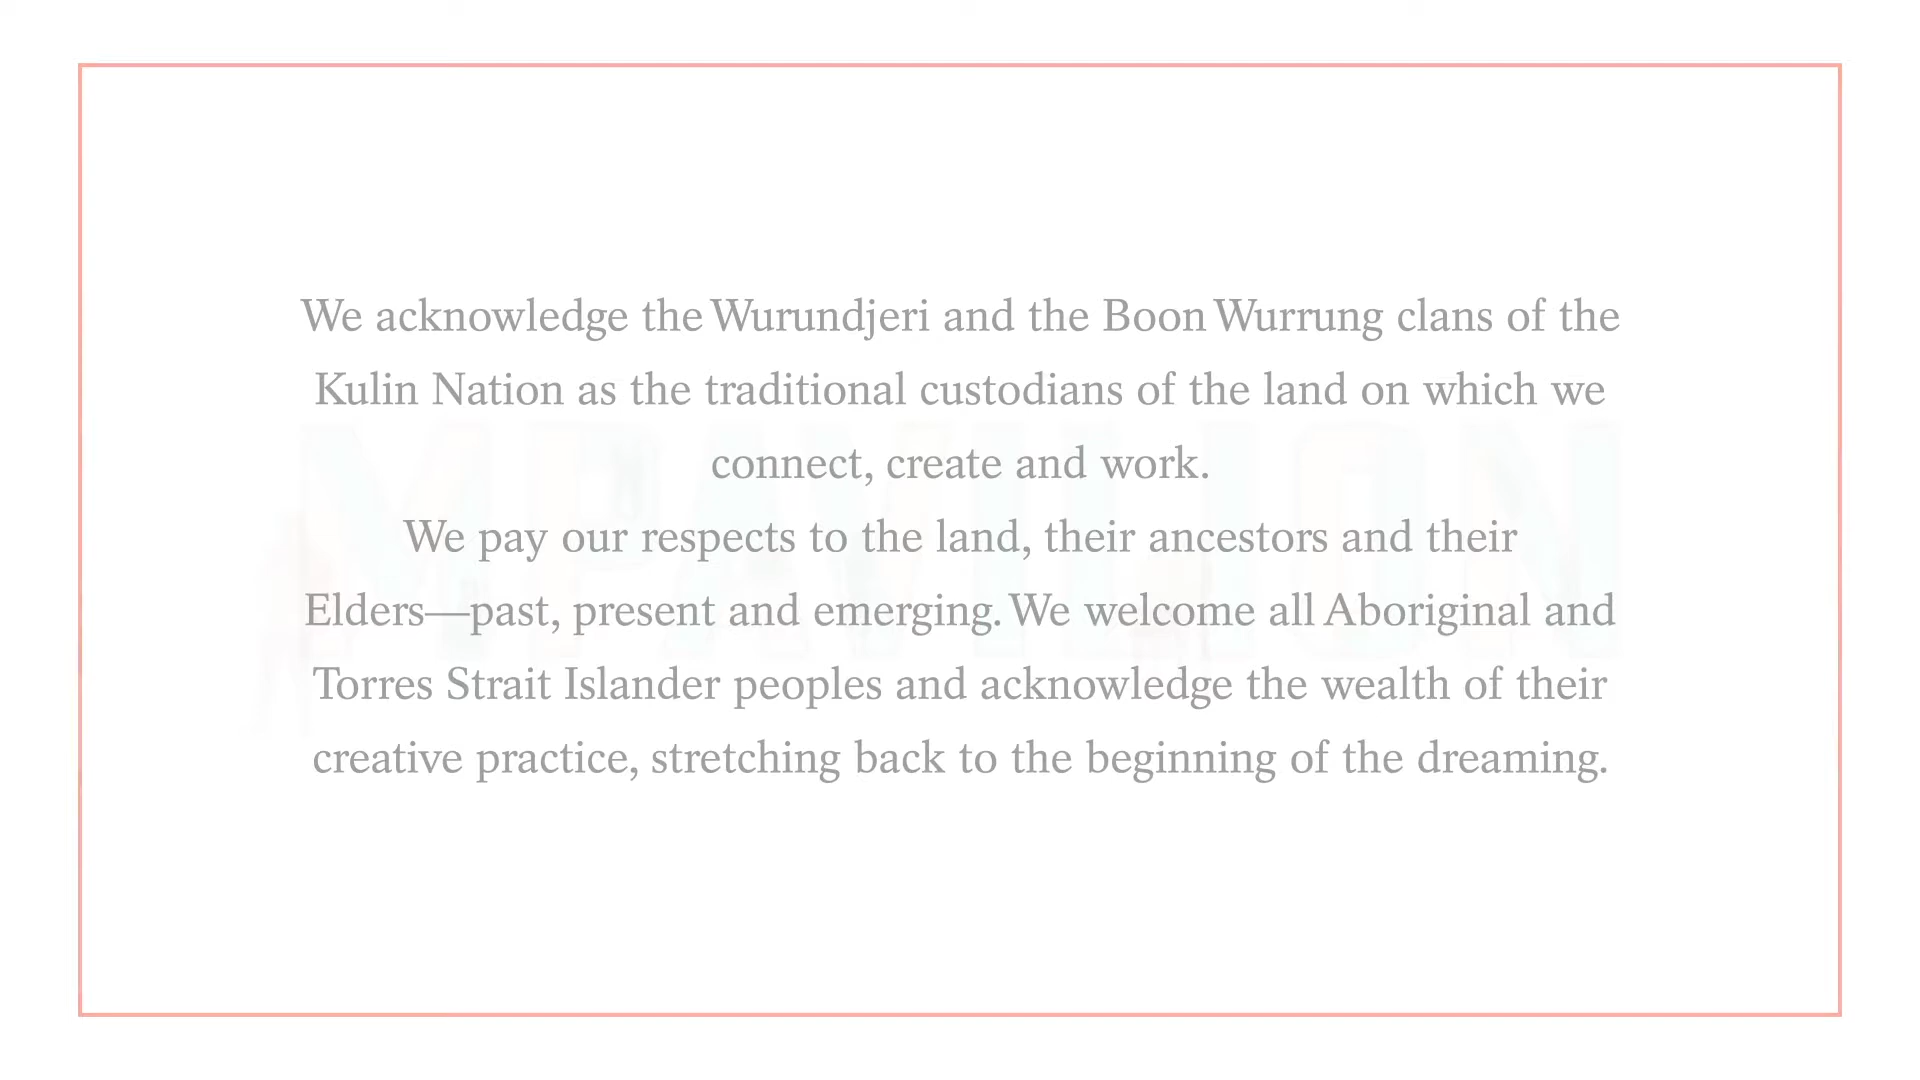 We acknowledge the Wurundjeri and the Boon Wurrung clans of the
Kulin Nation as the traditional custodians of the land on which we
connect, create and work.
We pay our respects to the land, their ancestors and their
Elders—past, present and emerging. We welcome all Aboriginal and
Torres Strait Islander peoples and acknowledge the wealth of their
creative practice, stretching back to the beginning of the dreaming.
MPAVILION